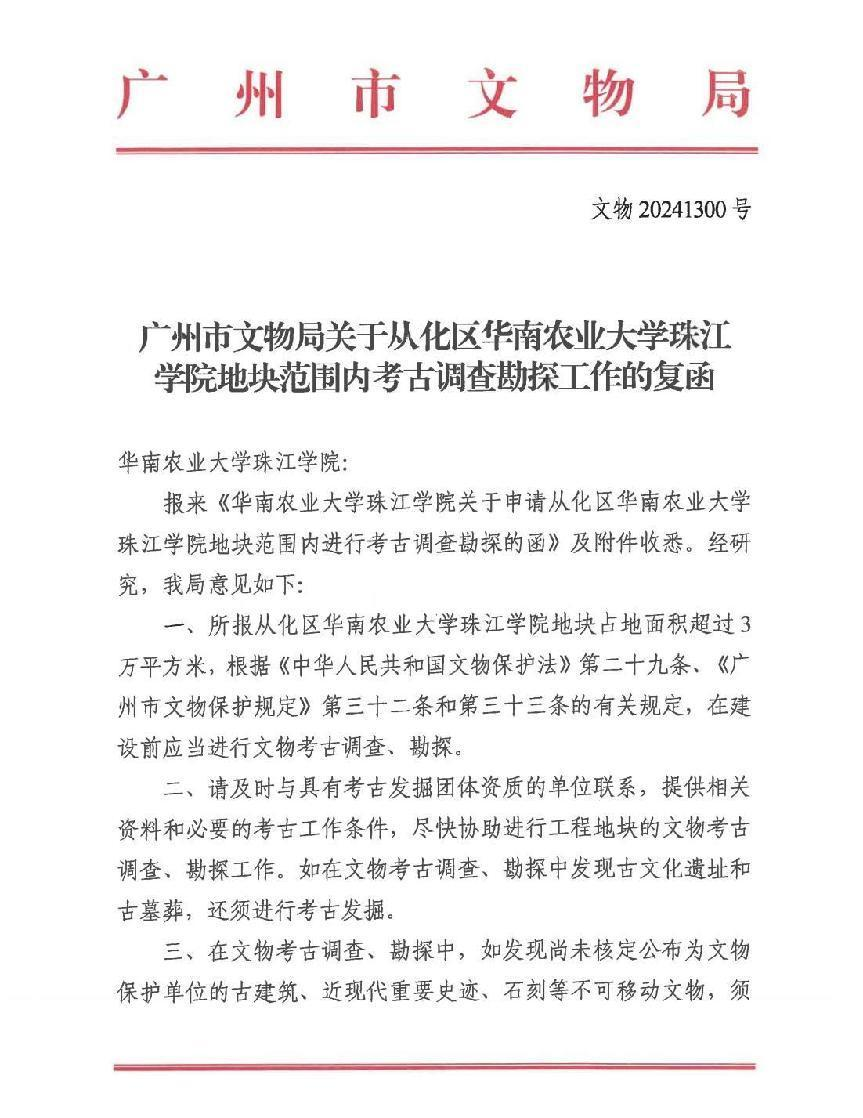 广州市文物局
文物 20241300 号
广州市文物局关于从化区华南农业大学珠江
学院地块范围内考古调查勘探工作的复函
华南农业大学珠江学院：
报来《华南农业大学珠江学院关于申请从化区华南农业大学
珠江学院地块范围内进行考古调查勘探的函》及附件收悉。经研
究，我局意见如下：
一、所报从化区华南农业大学珠江学院地块占地面积超过 3
万平方米，根据《中华人民共和国文物保护法》第二十九条、《广
州市文物保护规定》第三十二条和第三十三条的有关规定，在建
设前应当进行文物考古调查、勘探。
二、请及时与具有考古发掘团体资质的单位联系，提供相关
资料和必要的考古工作条件，尽快协助进行工程地块的文物考古
调查、勘探工作。如在文物考古调查、勘探中发现古文化遗址和
古墓葬，还须进行考古发掘。
三、在文物考古调查、勘探中，如发现尚未核定公布为文物
保护单位的古建筑、近现代重要史迹、石刻等不可移动文物，须